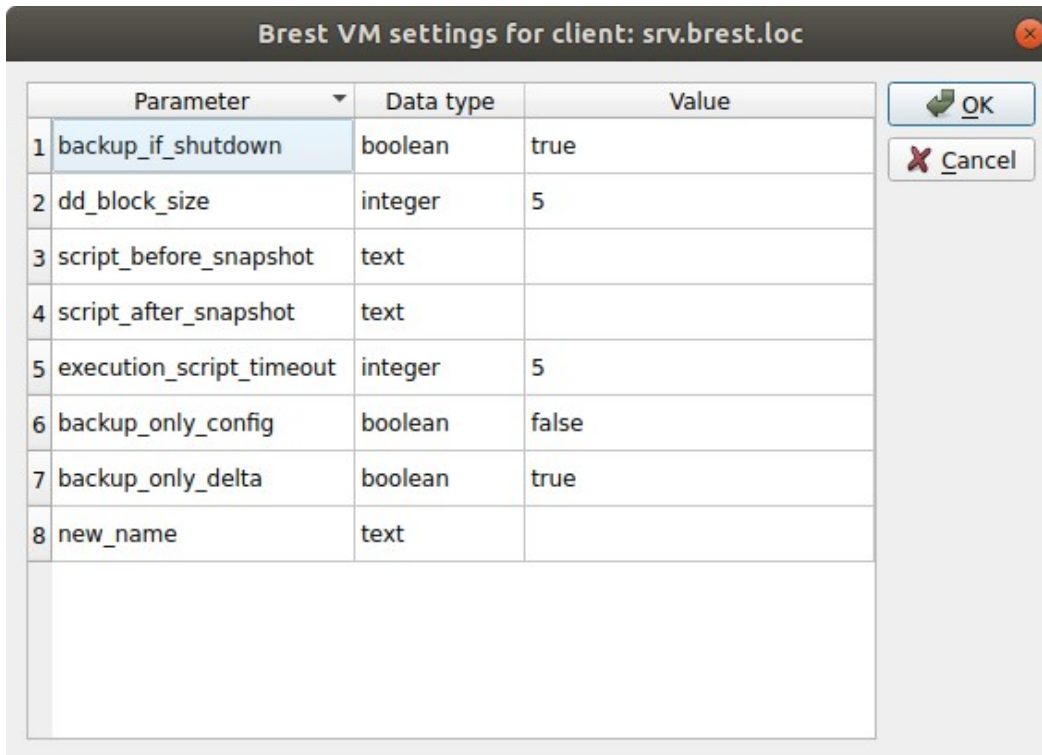 Brest VM settings for client: srv.brest.loc
Parameter Data type Value
1 backup_if_shutdown boolean true
2 dd_block_size integer 5
3 script_before_snapshot text
4 script_after_snapshot text
5 execution_script_timeout integer 5
6 backup_only_config boolean false
7 backup_only_delta boolean true
8 new_name text
OK
Cancel